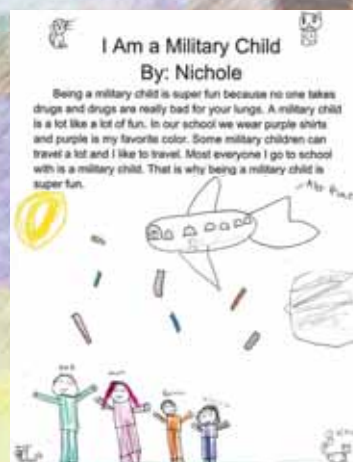 I Am a Military Child
By: Nichole
Being a military child is super fun because no one takes
drugs and drugs are really bad for your lungs. A military child
is a lot like a lot of fun. In our school we wear purple shirts
and purple is my favorite color. Some military children can
travel a lot and I like to travel. Most everyone I go to school
with is a military child. That is why being a military child is
super fun.